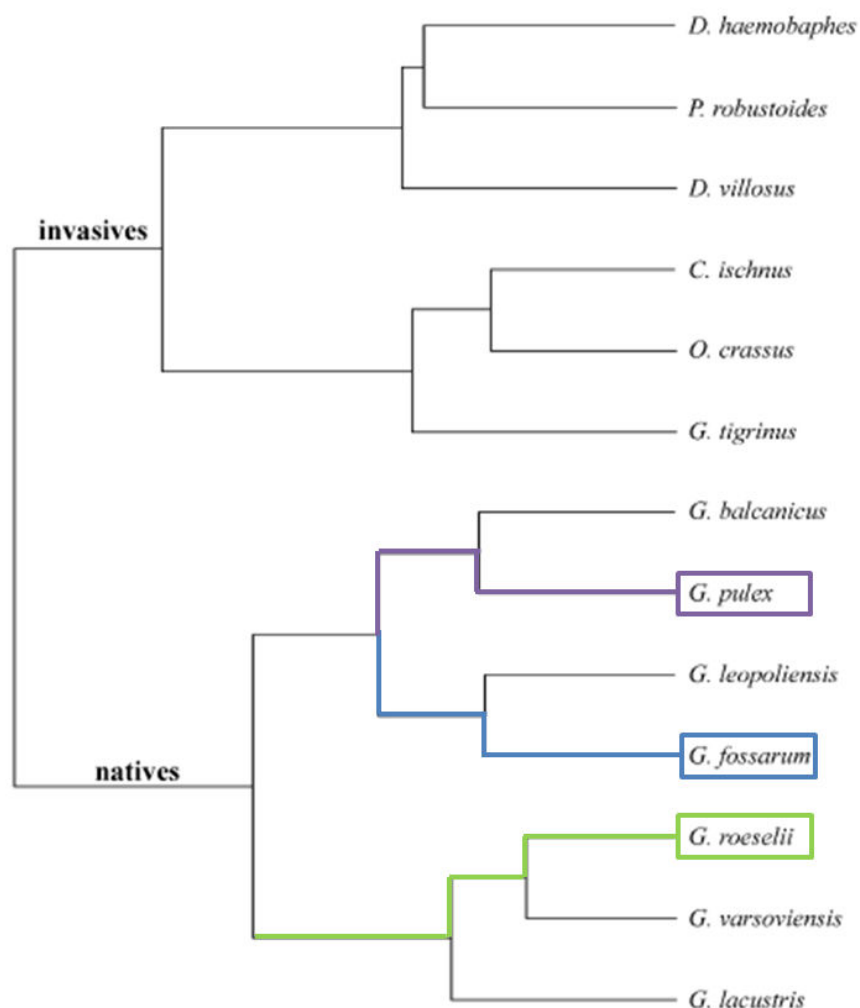 D. haemobaphes
P. robustoides
D. villosus
invasives
C. ischnus
O. crassus
G. tigrinus
G. balcanicus
G. pulex
G. leopoliensis
G. fossarum
natives
G. roeselii
G. varsoviensis
G. lacustris